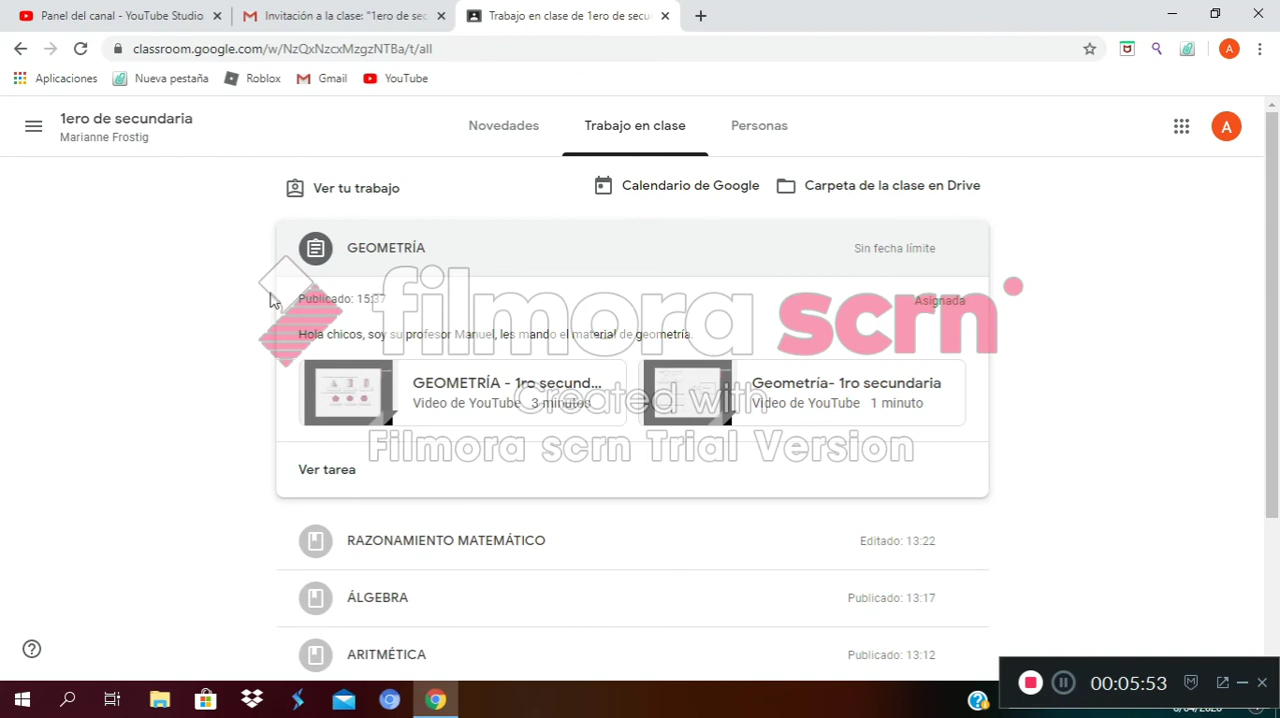 Panel del canal - YouTube Studio
Invitación a la clase: "1ero de sec
Trabajo en clase de 1ero de secu
classroom.google.com/w/NzQxNzcxMzgzNTBa/t/all
A
Aplicaciones
Nueva pestaña
Roblox
Gmail
YouTube
1ero de secundaria
Marianne Frostig
Novedades
Trabajo en clase
Personas
A
Ver tu trabajo
Calendario de Google
Carpeta de la clase en Drive
GEOMETRÍA
Sin fecha límite
Publicado: 15:37
Asignada
filmora scrn
Hola chicos, soy su profesor Manuel, les mando el material de geometría.
GEOMETRÍA - 1ro secund...
Video de YouTube 3 minutos
Geometría- 1ro secundaria
Video de YouTube 1 minuto
Created with
Filmora scrn Trial Version
Ver tarea
RAZONAMIENTO MATEMÁTICO
Editado: 13:22
ÁLGEBRA
Publicado: 13:17
ARITMÉTICA
Publicado: 13:12
00:05:53